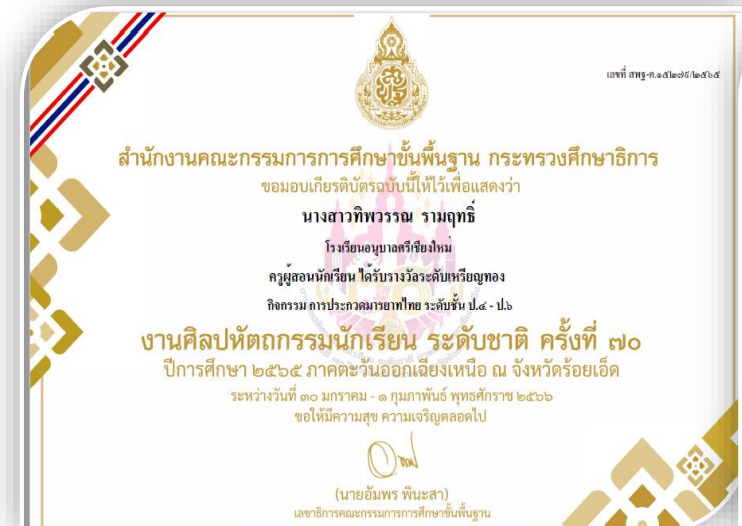 เลขที่ สพฐ-ค.๑๕๒๗๕/๒๕๖๕
สำนักงานคณะกรรมการการศึกษาขั้นพื้นฐาน กระทรวงศึกษาธิการ
ขอมอบเกียรติบัตรฉบับนี้ให้ไว้เพื่อแสดงว่า
นางสาวทิพวรรณ รามฤทธิ์
โรงเรียนอนุบาลศรีเชียงใหม่
ครูผู้สอนนักเรียน ได้รับรางวัลระดับเหรียญทอง
กิจกรรม การประกวดมารยาทไทย ระดับชั้น ป.๔ - ป.๖
งานศิลปหัตถกรรมนักเรียน ระดับชาติ ครั้งที่ ๗๐
ปีการศึกษา ๒๕๖๕ ภาคตะวันออกเฉียงเหนือ ณ จังหวัดร้อยเอ็ด
ระหว่างวันที่ ๓๐ มกราคม - ๑ กุมภาพันธ์ พุทธศักราช ๒๕๖๖
ขอให้มีความสุข ความเจริญตลอดไป
(นายอัมพร พินะสา)
เลขาธิการคณะกรรมการการศึกษาขั้นพื้นฐาน